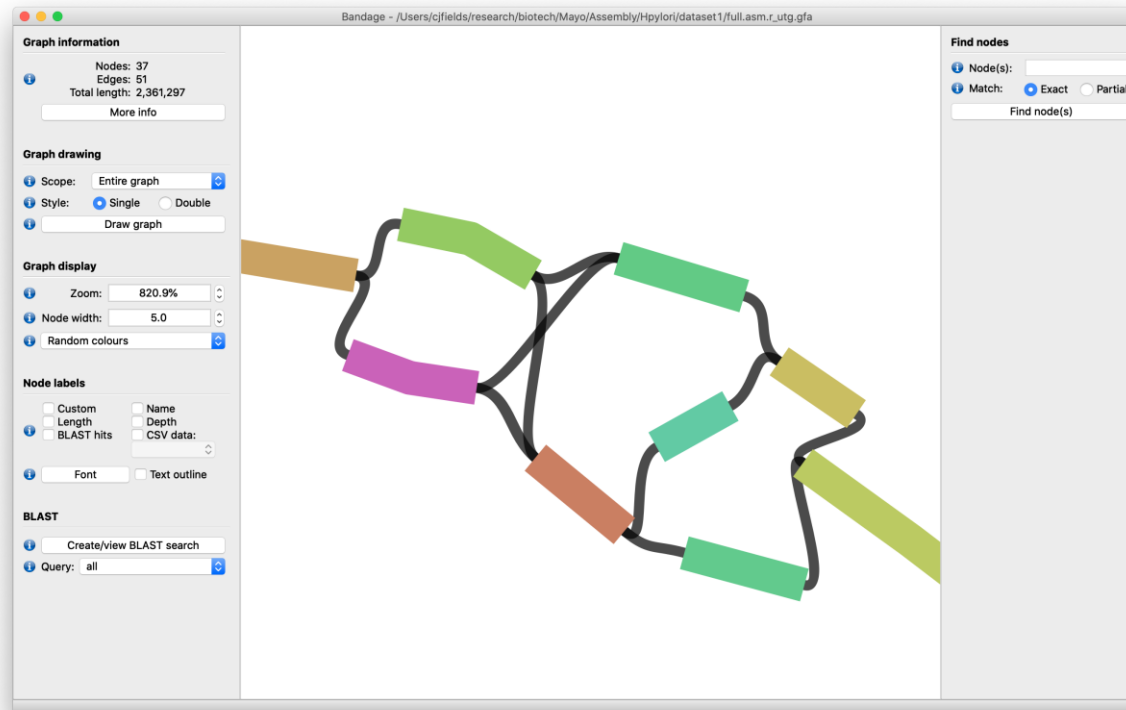 Bandage - /Users/cjfields/research/biotech/Mayo/Assembly/Hpylori/dataset1/full.asm.r_utg.gfa
Graph information
Nodes: 37
Edges: 51
Total length: 2,361,297
More info
Graph drawing
Scope: Entire graph
Style: Single Double
Draw graph
Graph display
Zoom: 820.9%
Node width: 5.0
Random colours
Node labels
Custom Name
Length Depth
BLAST hits CSV data:
Font Text outline
BLAST
Create/view BLAST search
Query: all
Find nodes
Node(s):
Match: Exact Partial
Find node(s)